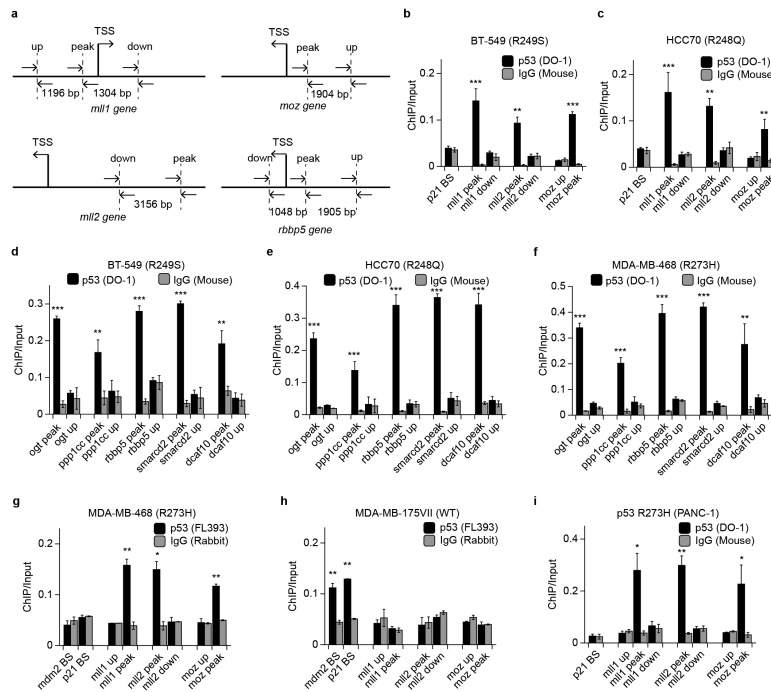 a
TSS
up
peak
down
1196 bp
1304 bp
mll1 gene
TSS
peak
up
1904 bp
moz gene
TSS
down
peak
3156 bp
mll2 gene
down
TSS
peak
up
1048 bp
1905 bp
rbbp5 gene
b
BT-549 (R249S)
p53 (DO-1)
IgG (Mouse)
ChIP/Input
0.2
0.1
0
***
**
***
p21 BS
mll1 peak
mll1 down
mll2 peak
mll2 down
moz up
moz peak
c
HCC70 (R248Q)
p53 (DO-1)
IgG (Mouse)
ChIP/Input
0.2
0.1
0
***
**
**
p21 BS
mll1 peak
mll1 down
mll2 peak
mll2 down
moz up
moz peak
d
BT-549 (R249S)
p53 (DO-1)
IgG (Mouse)
ChIP/Input
0.3
0.2
0.1
0
***
**
***
***
**
ogt peak
ogt up
ppp1cc peak
ppp1cc up
rbbp5 peak
rbbp5 up
smarcd2 peak
smarcd2 up
dcaf10 peak
dcaf10 up
e
HCC70 (R248Q)
p53 (DO-1)
IgG (Mouse)
ChIP/Input
0.4
0.3
0.2
0.1
0
***
***
***
***
***
ogt peak
ogt up
ppp1cc peak
ppp1cc up
rbbp5 peak
rbbp5 up
smarcd2 peak
smarcd2 up
dcaf10 peak
dcaf10 up
f
MDA-MB-468 (R273H)
p53 (DO-1)
IgG (Mouse)
ChIP/Input
0.5
0.4
0.3
0.2
0.1
0
***
***
***
***
**
ogt peak
ogt up
ppp1cc peak
ppp1cc up
rbbp5 peak
rbbp5 up
smarcd2 peak
smarcd2 up
dcaf10 peak
dcaf10 up
g
MDA-MB-468 (R273H)
p53 (FL393)
IgG (Rabbit)
ChIP/Input
0.2
0.1
0
**
*
**
mdm2 BS
p21 BS
mll1 up
mll1 peak
mll2 peak
mll2 down
moz up
moz peak
h
MDA-MB-175VII (WT)
p53 (FL393)
IgG (Rabbit)
ChIP/Input
0.2
0.1
0
**
**
mdm2 BS
p21 BS
mll1 up
mll1 peak
mll2 peak
mll2 down
moz up
moz peak
i
p53 R273H (PANC-1)
p53 (DO-1)
IgG (Mouse)
ChIP/Input
0.4
0.2
0
*
**
*
p21 BS
mll1 up
mll1 peak
mll1 down
mll2 peak
mll2 down
moz up
moz peak